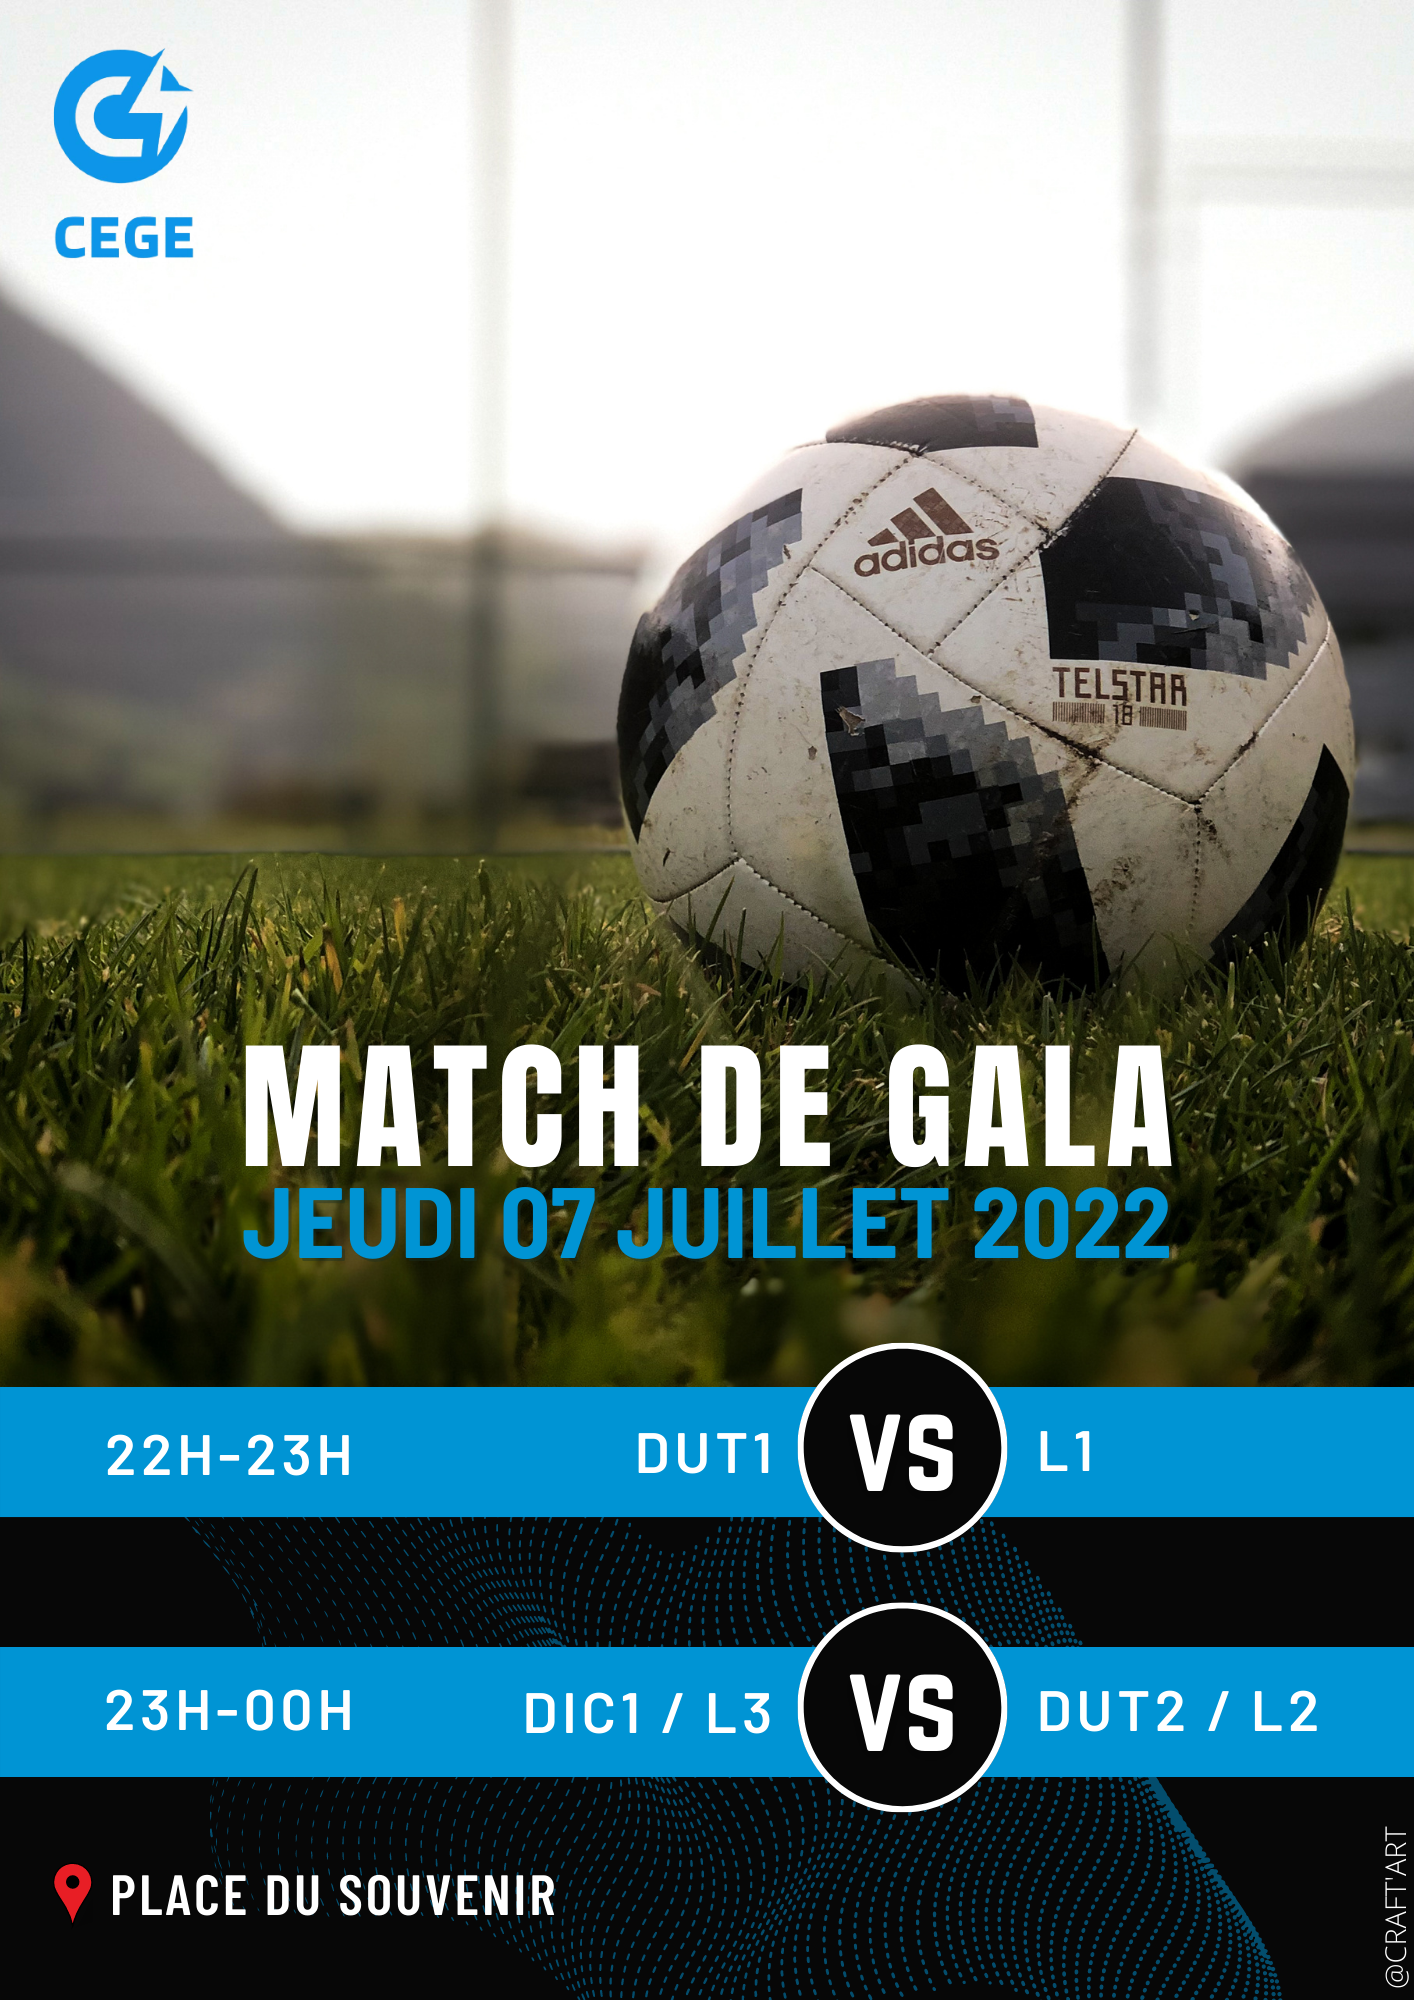 CEGE
adidas
TELSTAR
18
MATCH DE GALA
JEUDI 07 JUILLET 2022
22H-23H DUT1 VS L1
23H-00H DIC1 / L3 VS DUT2 / L2
PLACE DU SOUVENIR
@CRAFT'ART